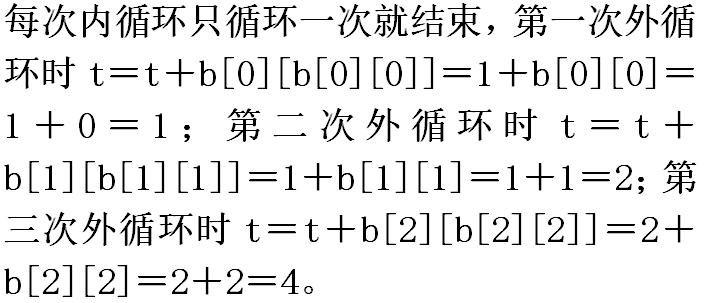 每次内循环只循环一次就结束，第一次外循
环时 t=t+b[0][b[0][0]]=1+b[0][0]=
1+0=1；第二次外循环时 t=t+
b[1][b[1][1]]=1+b[1][1]=1+1=2；第
三次外循环时 t=t+b[2][b[2][2]]=2+
b[2][2]=2+2=4。